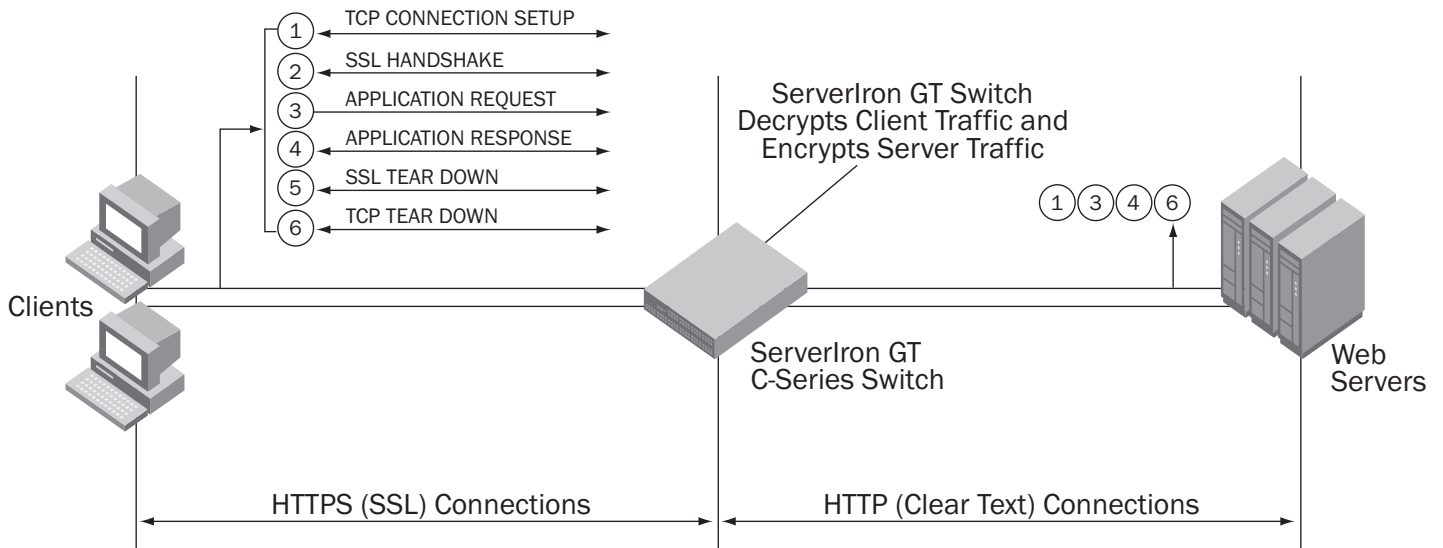 1 TCP CONNECTION SETUP
2 SSL HANDSHAKE
3 APPLICATION REQUEST
4 APPLICATION RESPONSE
5 SSL TEAR DOWN
6 TCP TEAR DOWN
ServerIron GT Switch
Decrypts Client Traffic and
Encrypts Server Traffic
1 3 4 6
Clients
ServerIron GT
C-Series Switch
Web
Servers
HTTPS (SSL) Connections
HTTP (Clear Text) Connections